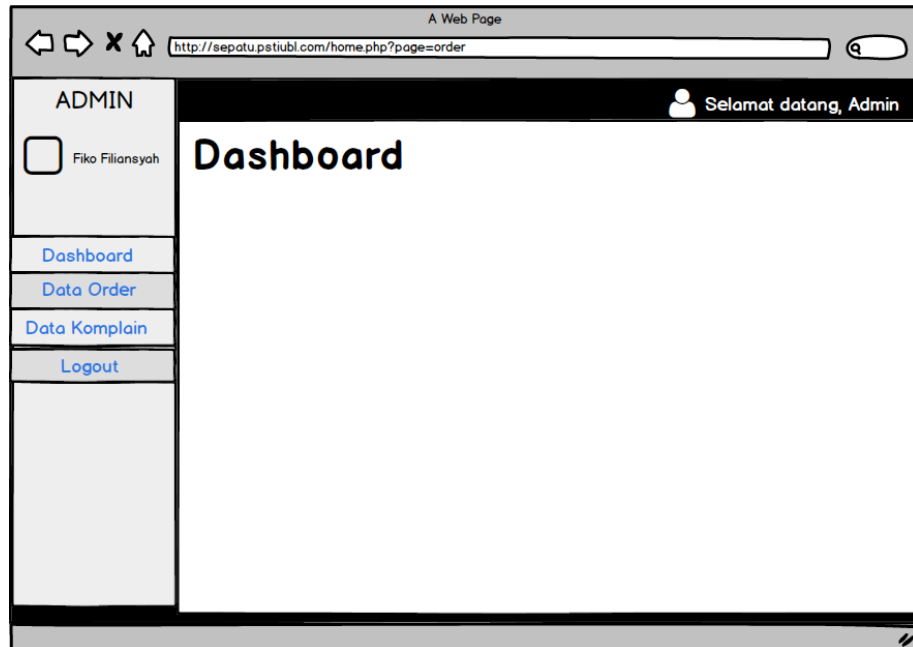 A Web Page
http://sepatu.pstiubl.com/home.php?page=order
ADMIN
Selamat datang, Admin
Fiko Filiansyah
Dashboard
Dashboard
Data Order
Data Komplain
Logout